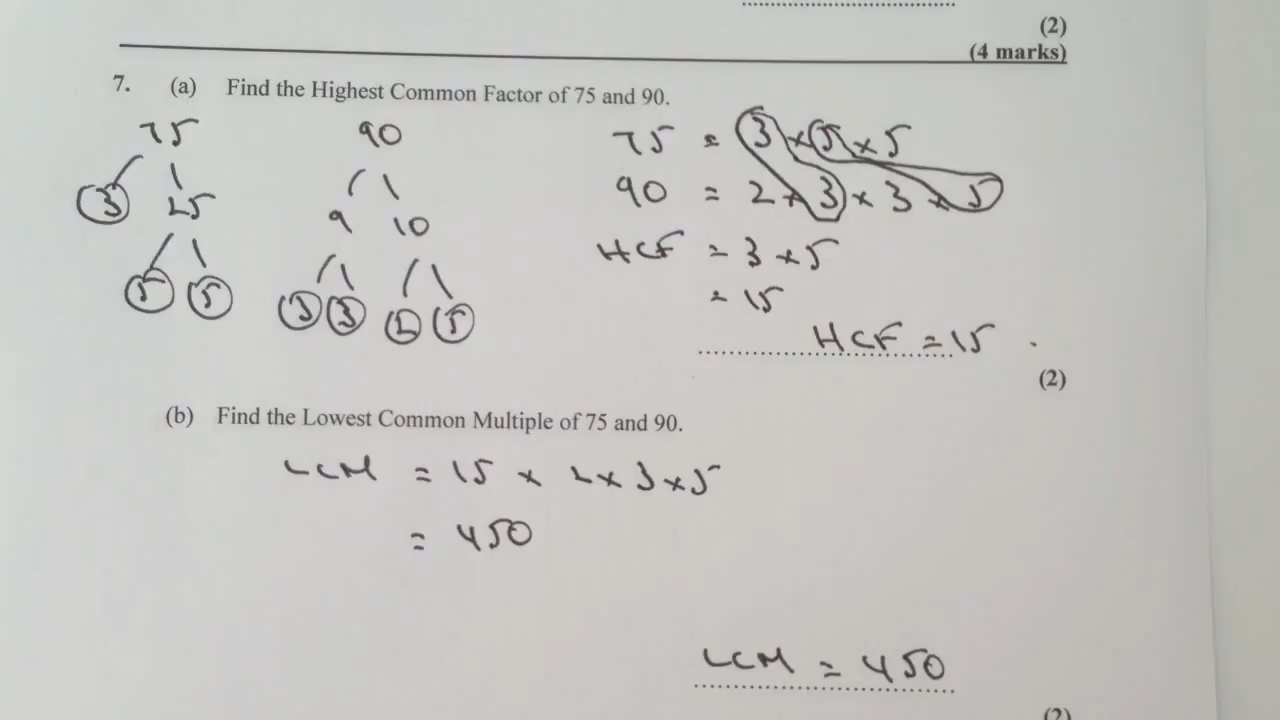 (2)
(4 marks)
7. (a) Find the Highest Common Factor of 75 and 90.
75 90 75 = 3 × 5 × 5
3 25 9 10 90 = 2 × 3 × 3 × 5
5 5 3 3 2 5 HCF = 3 × 5
= 15
HCF = 15
(2)
(b) Find the Lowest Common Multiple of 75 and 90.
LCM = 15 × 2 × 3 × 5
= 450
LCM = 450
(2)